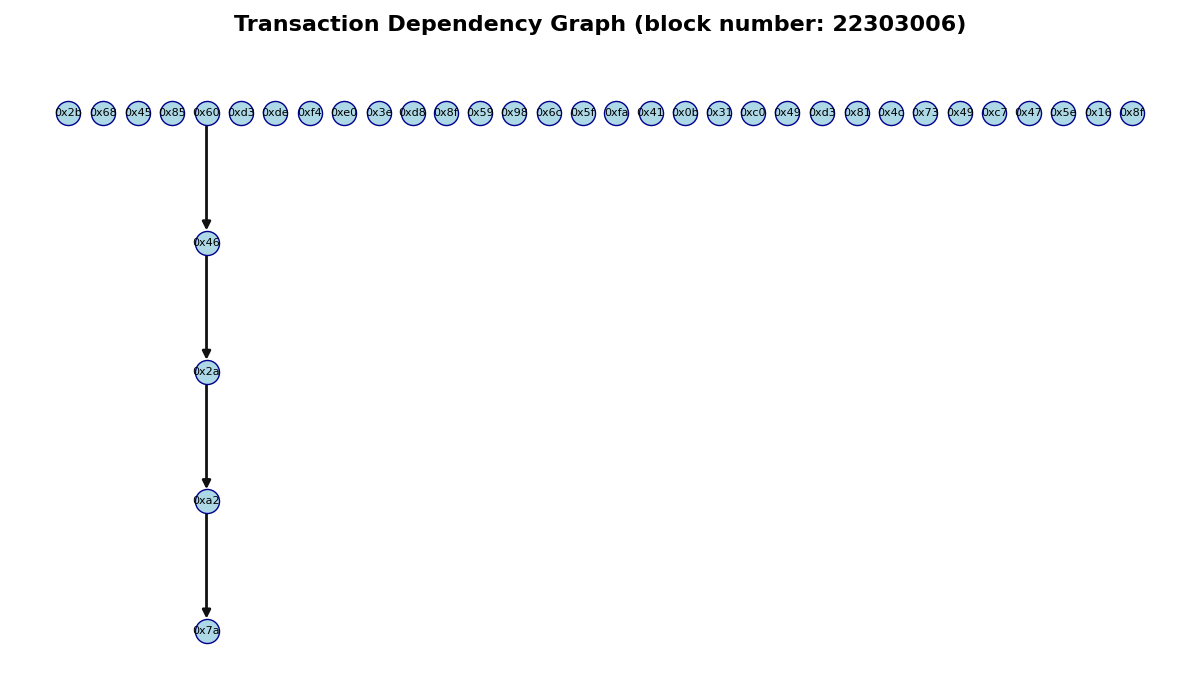 Transaction Dependency Graph (block number: 22303006)
0x2b 0x68 0x45 0x85 0x60 0xd3 0xde 0xf4 0xe0 0x3e 0xd8 0x8f 0x59 0x98 0x6c 0x5f 0xfa 0x41 0x0b 0x31 0xc0 0x49 0xd3 0x81 0x4c 0x73 0x49 0xc7 0x47 0x5e 0x16 0x8f
0x46
0x2a
0xa2
0x7a